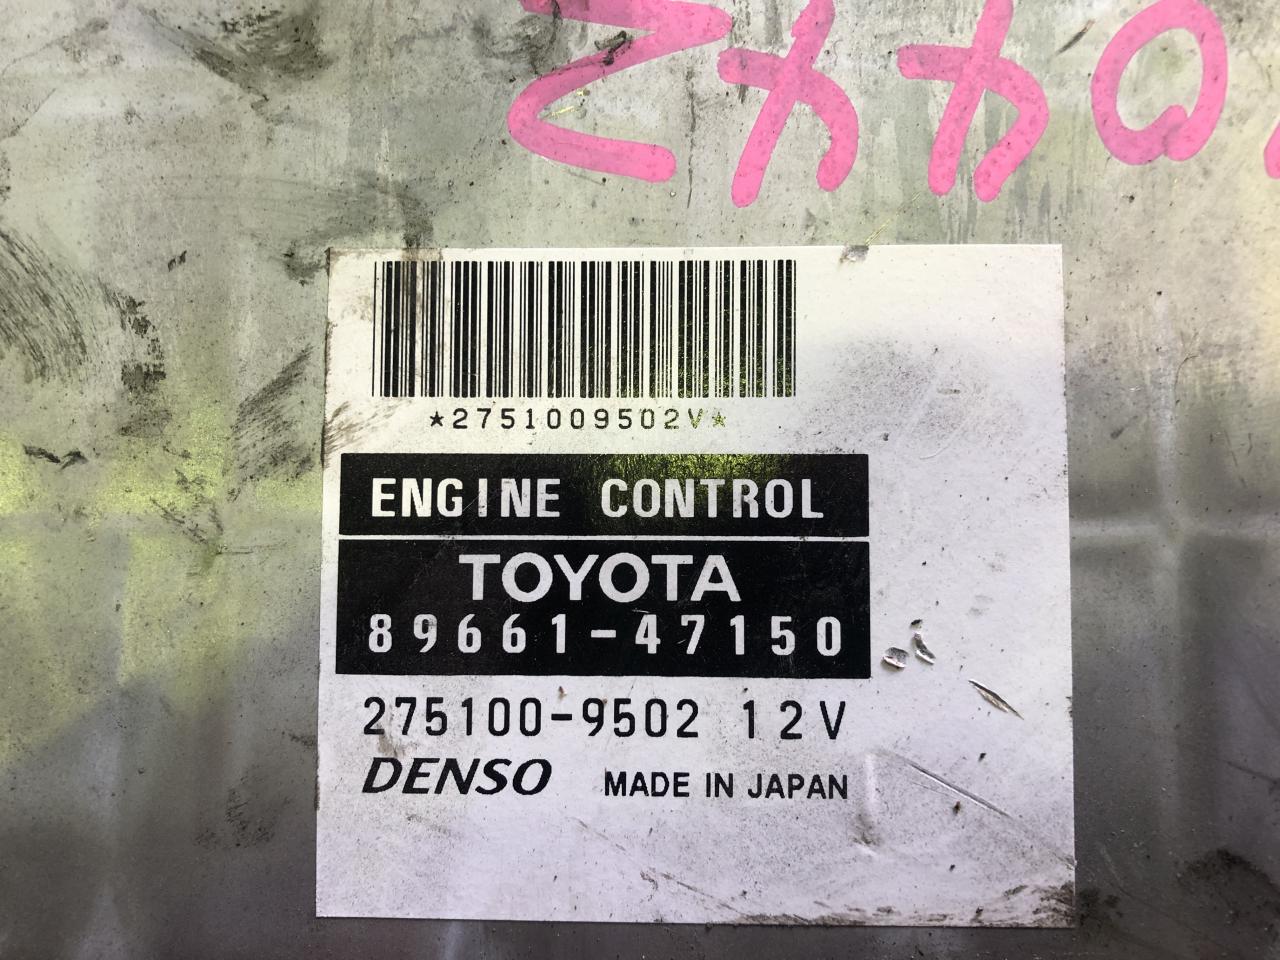 *2751009502V*
ENGINE CONTROL
TOYOTA
89661-47150
275100-9502 12V
DENSO MADE IN JAPAN